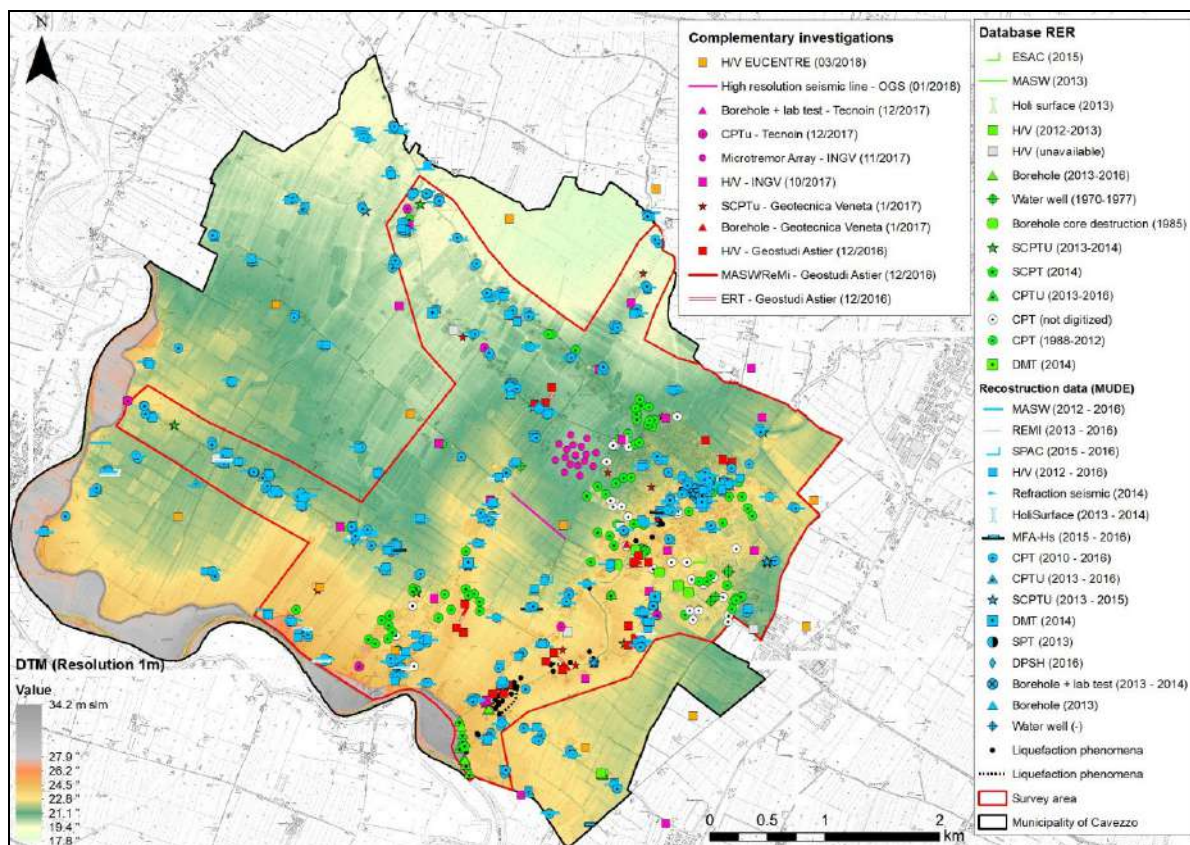 N
Complementary investigations
H/V EUCENTRE (03/2018)
High resolution seismic line - OGS (01/2018)
Borehole + lab test - Tecnoin (12/2017)
CPTu - Tecnoin (12/2017)
Microtremor Array - INGV (11/2017)
H/V - INGV (10/2017)
SCPTu - Geotecnica Veneta (1/2017)
Borehole - Geotecnica Veneta (1/2017)
H/V - Geostudi Astier (12/2016)
MASW/ReMi - Geostudi Astier (12/2016)
ERT - Geostudi Astier (12/2016)
Database RER
ESAC (2015)
MASW (2013)
Holi surface (2013)
H/V (2012-2013)
H/V (unavailable)
Borehole (2013-2016)
Water well (1970-1977)
Borehole core destruction (1985)
SCPTU (2013-2014)
SCPT (2014)
CPTU (2013-2016)
CPT (not digitized)
CPT (1988-2012)
DMT (2014)
Recostruction data (MUDE)
MASW (2012 - 2016)
REMI (2013 - 2016)
SPAC (2015 - 2016)
H/V (2012 - 2016)
Refraction seismic (2014)
HoliSurface (2013 - 2014)
MFA-Hs (2015 - 2016)
CPT (2010 - 2016)
CPTU (2013 - 2016)
SCPTU (2013 - 2015)
DMT (2014)
SPT (2013)
DPSH (2016)
Borehole + lab test (2013 - 2014)
Borehole (2013)
Water well (-)
Liquefaction phenomena
Liquefaction phenomena
Survey area
Municipality of Cavezzo
DTM (Resolution 1m)
Value
34.2 m slm
27.9 "
26.2 "
24.5 "
22.8 "
21.1 "
19.4 "
17.8 "
0 0.5 1 2
km